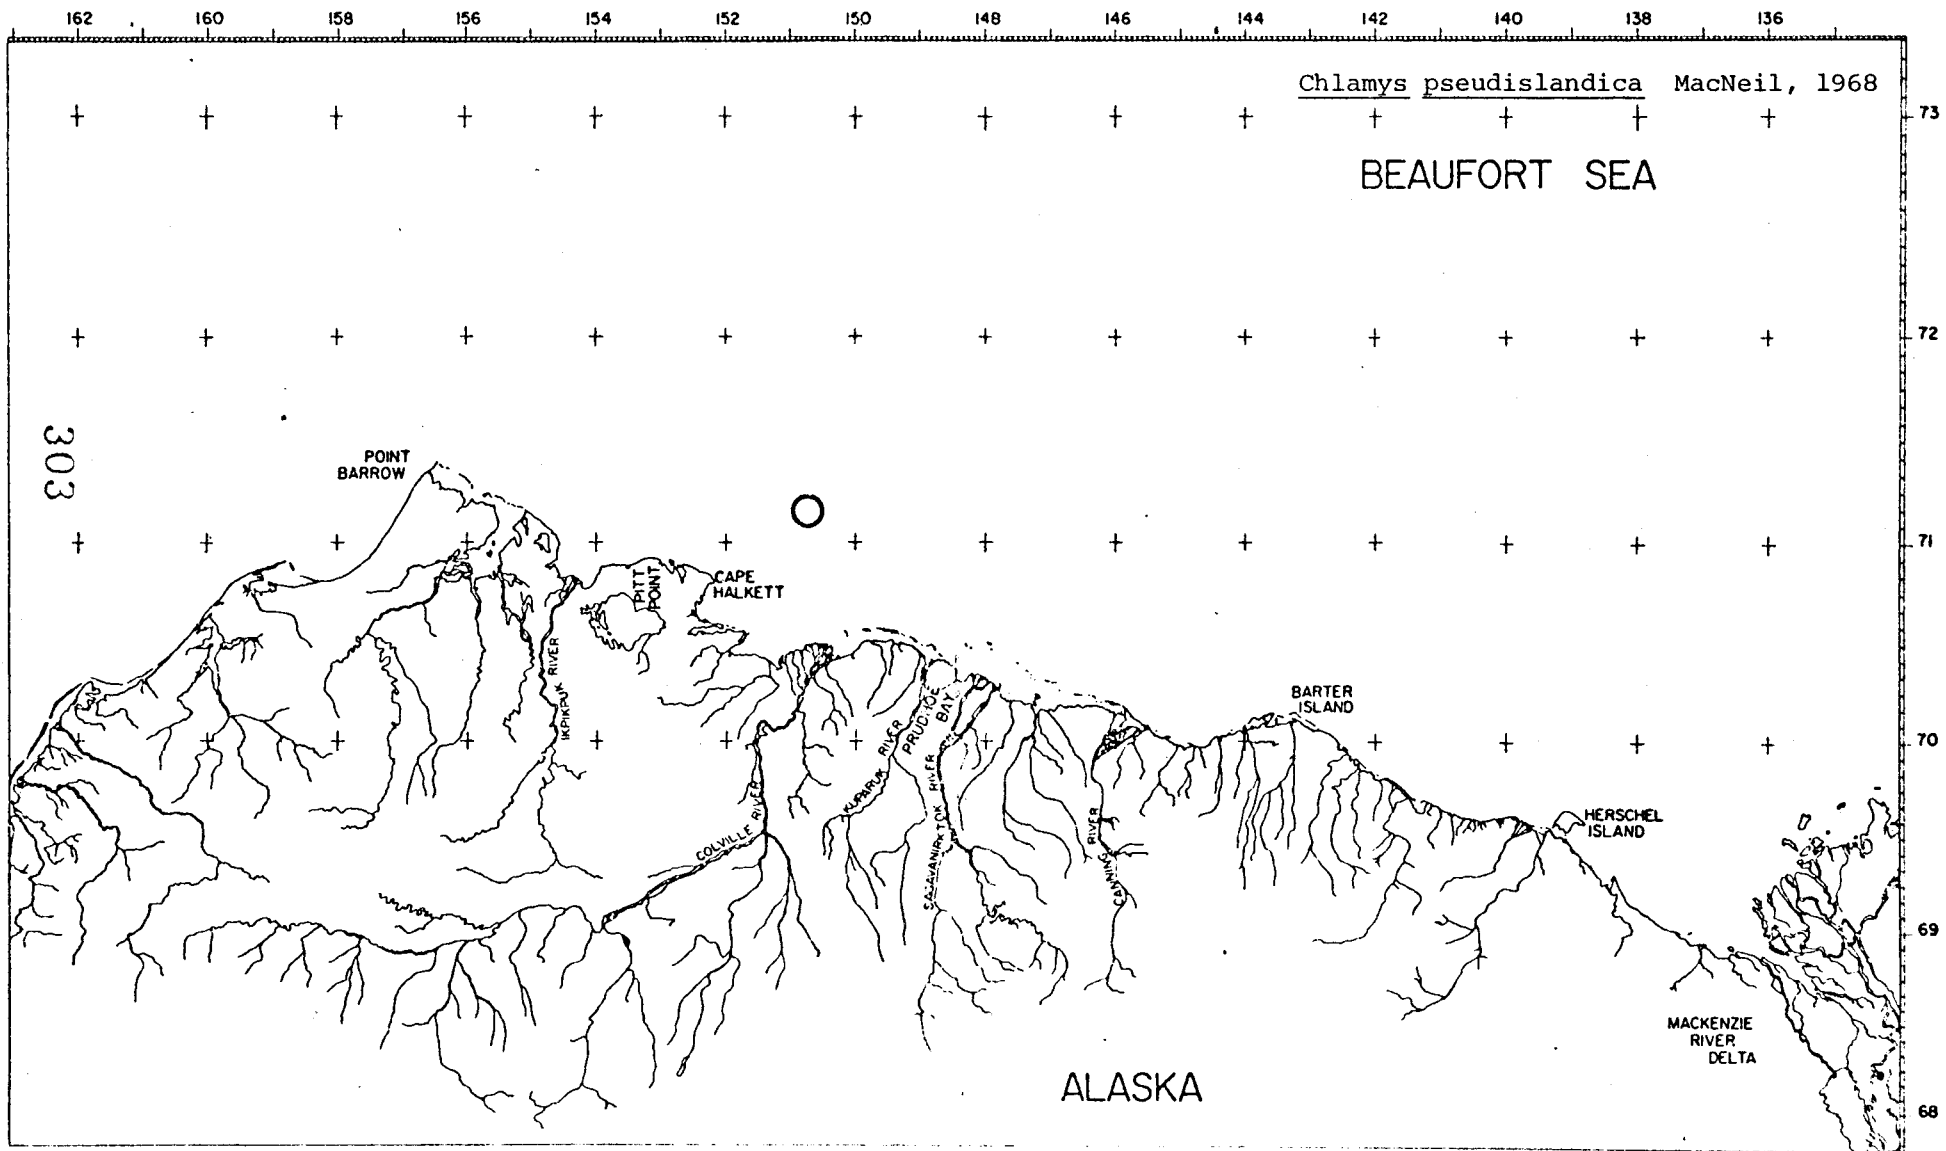 162 160 158 156 154 152 150 148 146 144 142 140 138 136
Chlamys pseudislandica MacNeil, 1968
73
BEAUFORT SEA
72
303
POINT
BARROW
71
PITT
POINT
CAPE
HALKETT
IKPIKPUK RIVER
BARTER
ISLAND
PRUDHOE
BAY
70
COLVILLE RIVER
KUPARUK RIVER
SAGAVANIRKTOK RIVER
CANNING RIVER
HERSCHEL
ISLAND
69
MACKENZIE
RIVER
DELTA
ALASKA
68